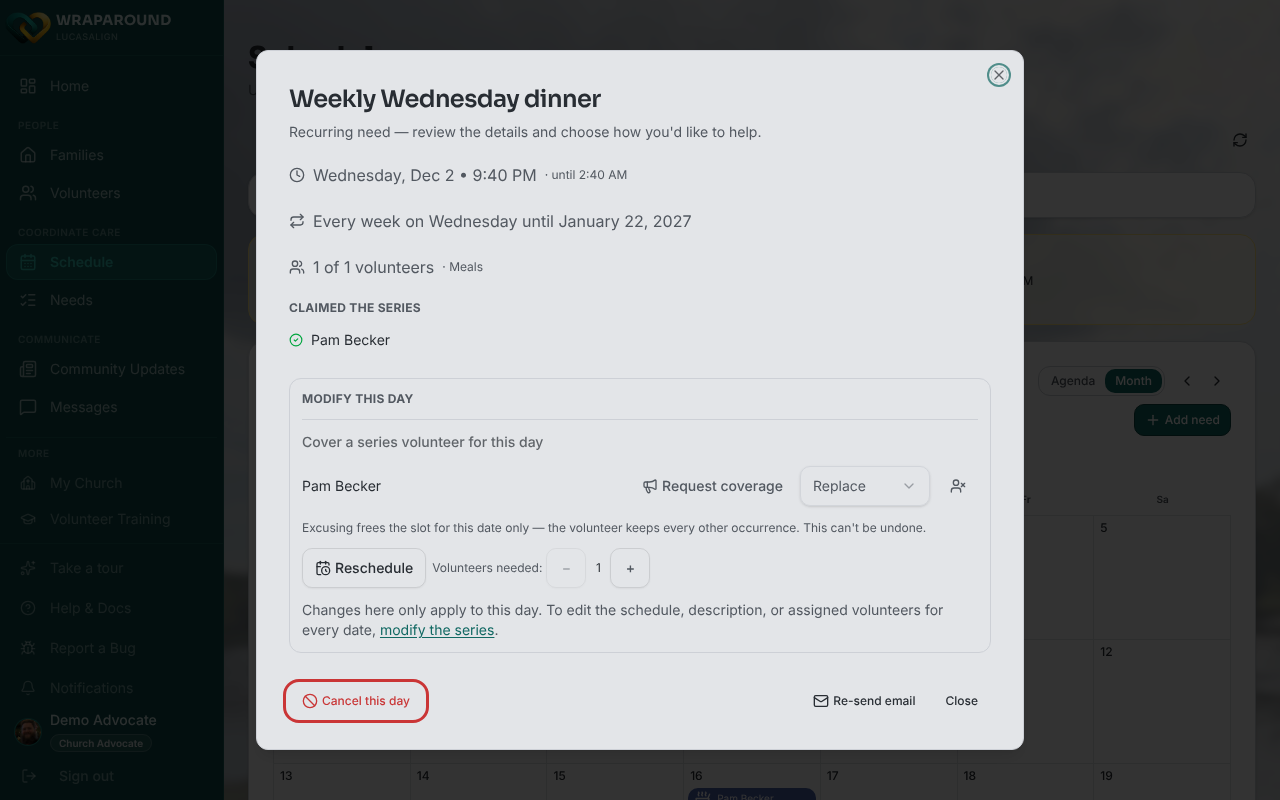 WRAPAROUND
LUCASALION
Home
PEOPLE
Families
Volunteers
COORDINATE CARE
Schedule
Needs
COMMUNICATE
Community Updates
Messages
MORE
My Church
Volunteer Training
Take a tour
Help & Docs
Report a Bug
Notifications
Demo Advocate
Church Advocate
Sign out
Weekly Wednesday dinner
Recurring need — review the details and choose how you'd like to help.
Wednesday, Dec 2 • 9:40 PM · until 2:40 AM
Every week on Wednesday until January 22, 2027
1 of 1 volunteers · Meals
CLAIMED THE SERIES
Pam Becker
MODIFY THIS DAY
Cover a series volunteer for this day
Pam Becker Request coverage Replace
Excusing frees the slot for this date only — the volunteer keeps every other occurrence. This can't be undone.
Reschedule Volunteers needed: − 1 +
Changes here only apply to this day. To edit the schedule, description, or assigned volunteers for
every date, modify the series.
Cancel this day Re-send email Close
Agenda Month
+ Add need
Fr Sa
5
12
13 14 15 16 17 18 19
Pam Becker